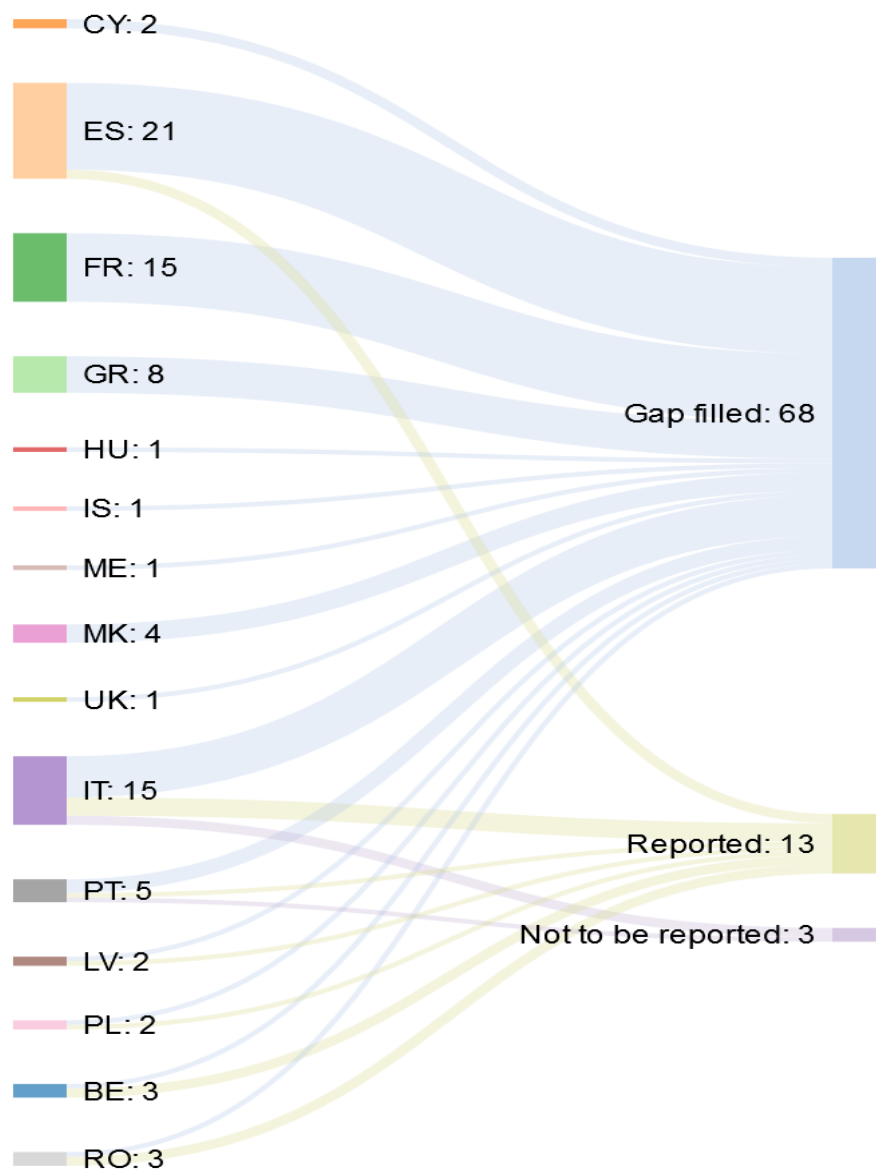 CY: 2
ES: 21
FR: 15
GR: 8
HU: 1
IS: 1
ME: 1
MK: 4
UK: 1
IT: 15
PT: 5
LV: 2
PL: 2
BE: 3
RO: 3
Gap filled: 68
Reported: 13
Not to be reported: 3